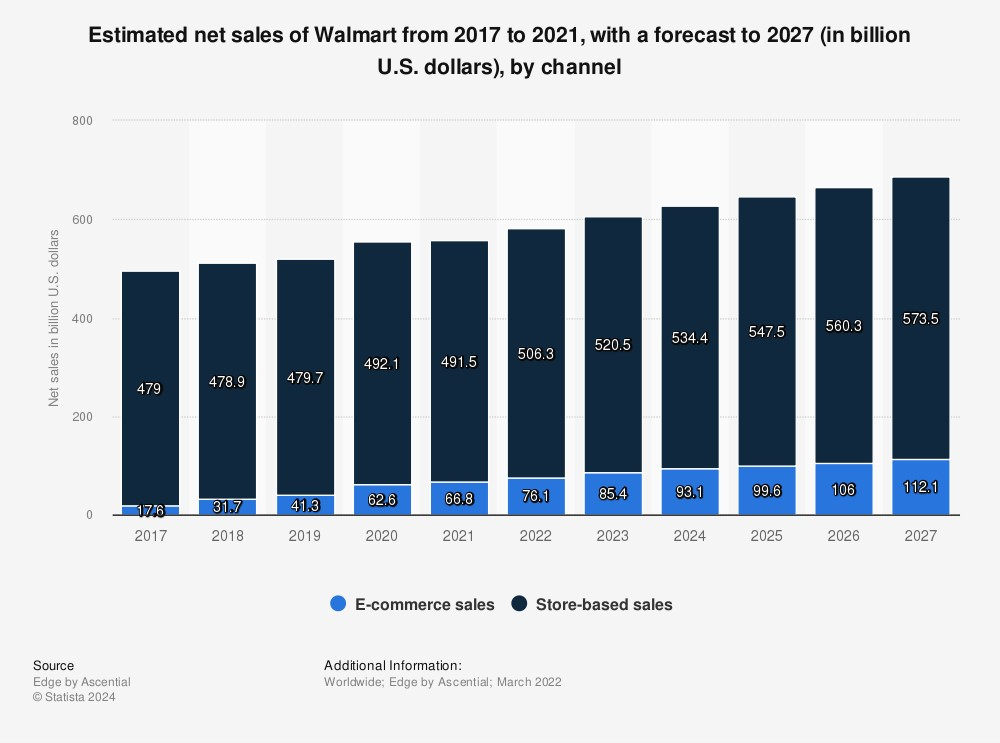 Estimated net sales of Walmart from 2017 to 2021, with a forecast to 2027 (in billion
U.S. dollars), by channel
Net sales in billion U.S. dollars
800
600
400
200
0
479
478.9
479.7
492.1
491.5
506.3
520.5
534.4
547.5
560.3
573.5
17.6
31.7
41.3
62.6
66.8
76.1
85.4
93.1
99.6
106
112.1
2017 2018 2019 2020 2021 2022 2023 2024 2025 2026 2027
E-commerce sales Store-based sales
Source
Edge by Ascential
© Statista 2024
Additional Information:
Worldwide; Edge by Ascential; March 2022